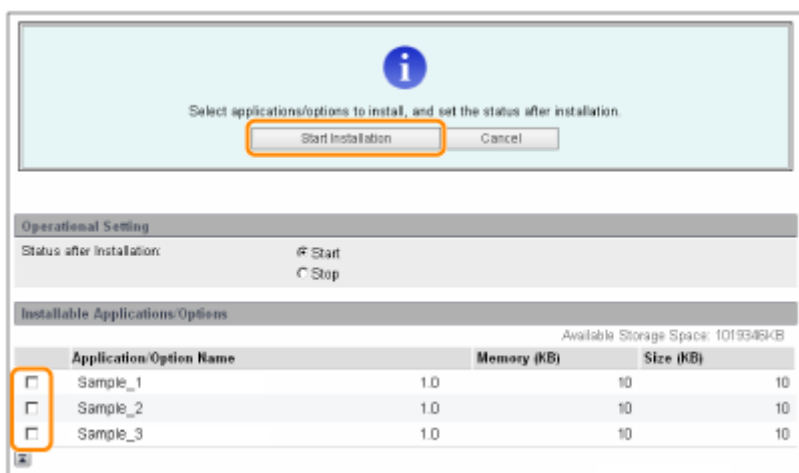 Select applications/options to install, and set the status after installation.
Start Installation Cancel
Operational Setting
Status after Installation: Start
Stop
Installable Applications/Options
Available Storage Space: 1019346KB
Application/Option Name Memory (KB) Size (KB)
Sample_1 1.0 10 10
Sample_2 1.0 10 10
Sample_3 1.0 10 10